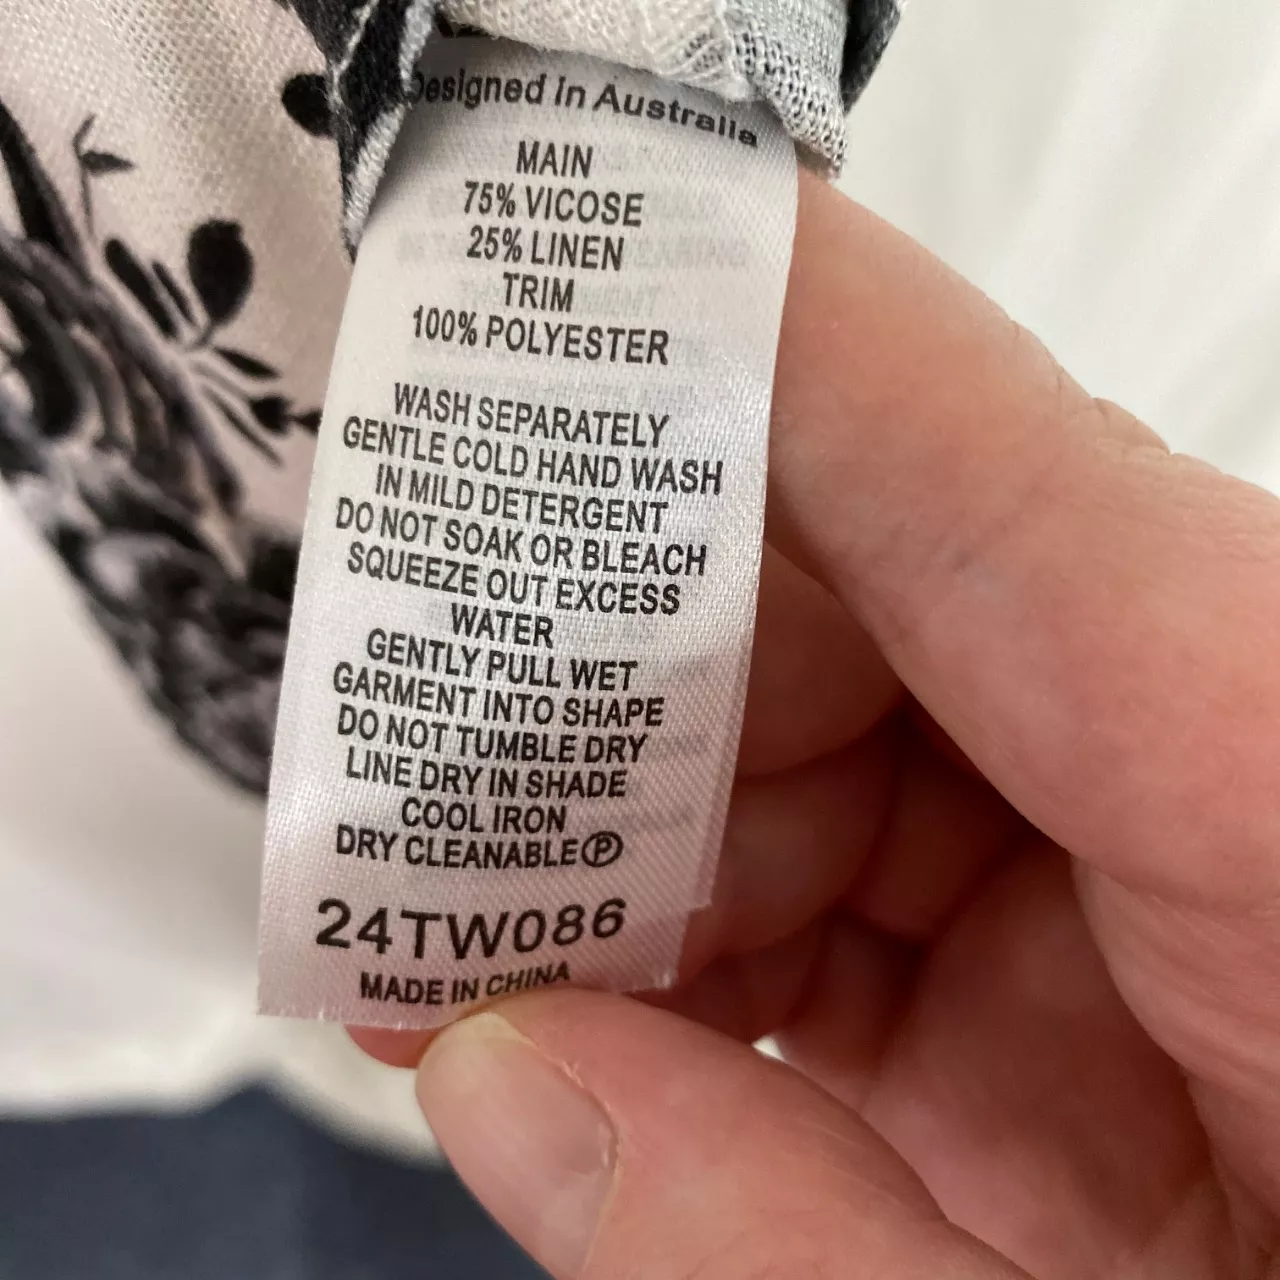 Designed in Australia
MAIN
75% VICOSE
25% LINEN
TRIM
100% POLYESTER
WASH SEPARATELY
GENTLE COLD HAND WASH
IN MILD DETERGENT
DO NOT SOAK OR BLEACH
SQUEEZE OUT EXCESS
WATER
GENTLY PULL WET
GARMENT INTO SHAPE
DO NOT TUMBLE DRY
LINE DRY IN SHADE
COOL IRON
DRY CLEANABLE Ⓟ
24TW086
MADE IN CHINA